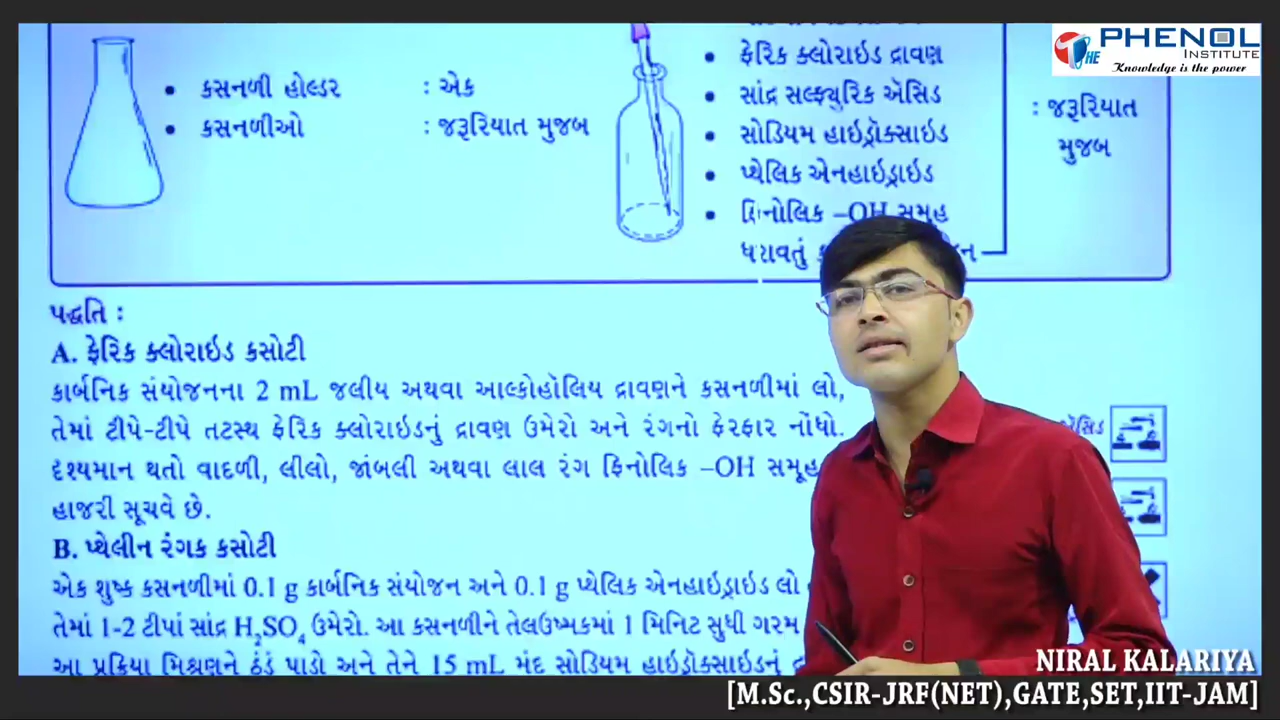 PHENOL
THE
INSTITUTE
Knowledge is the power
ફેરિક ક્લોરાઇડ દ્રાવણ
• કસનળી હોલ્ડર : એક
• સાંદ્ર સલ્ફ્યુરિક ઍસિડ
: જરૂરિયાત
• કસનળીઓ : જરૂરિયાત મુજબ
• સોડિયમ હાઇડ્રૉક્સાઇડ
મુજબ
• પ્થેલિક એનહાઇડ્રાઇડ
• ફિનોલિક –OH સમૂહ
ધરાવતું
પદ્ધતિ :
A. ફેરિક ક્લોરાઇડ કસોટી
કાર્બનિક સંયોજનના 2 mL જલીય અથવા આલ્કોહૉલિય દ્રાવણને કસનળીમાં લો,
તેમાં ટીપે-ટીપે તટસ્થ ફેરિક ક્લોરાઇડનું દ્રાવણ ઉમેરો અને રંગનો ફેરફાર નોંધો.
ઍસિડ
દૃશ્યમાન થતો વાદળી, લીલો, જાંબલી અથવા લાલ રંગ ફિનોલિક –OH સમૂહ
હાજરી સૂચવે છે.
B. પ્થેલીન રંગક કસોટી
એક શુષ્ક કસનળીમાં 0.1 g કાર્બનિક સંયોજન અને 0.1 g પ્થેલિક એનહાઇડ્રાઇડ લો
તેમાં 1-2 ટીપાં સાંદ્ર H₂SO₄ ઉમેરો. આ કસનળીને તેલઉષ્મકમાં 1 મિનિટ સુધી ગરમ
આ પ્રક્રિયા મિશ્રણને ઠંડું પાડો અને તેને 15 mL મંદ સોડિયમ હાઇડ્રૉક્સાઇડનું
NIRAL KALARIYA
[M.Sc.,CSIR-JRF(NET),GATE,SET,IIT-JAM]